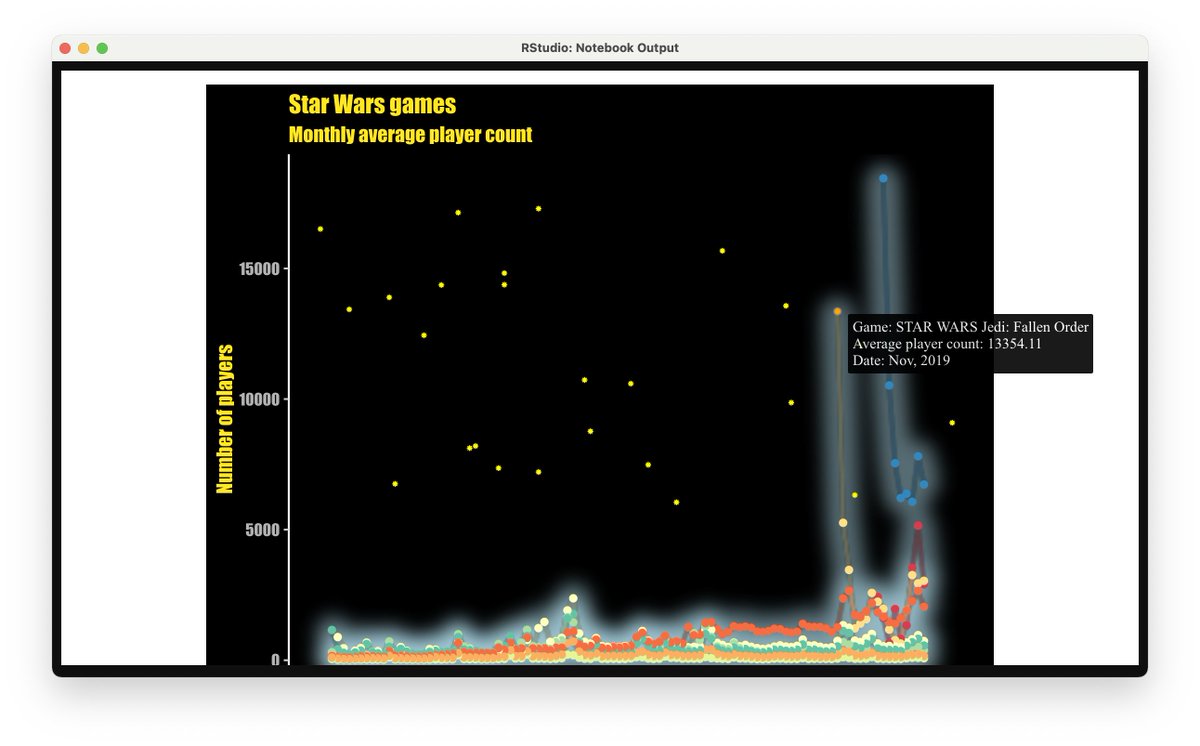 RStudio: Notebook Output
Star Wars games
Monthly average player count
Number of players
15000
10000
5000
0
Game: STAR WARS Jedi: Fallen Order
Average player count: 13354.11
Date: Nov, 2019